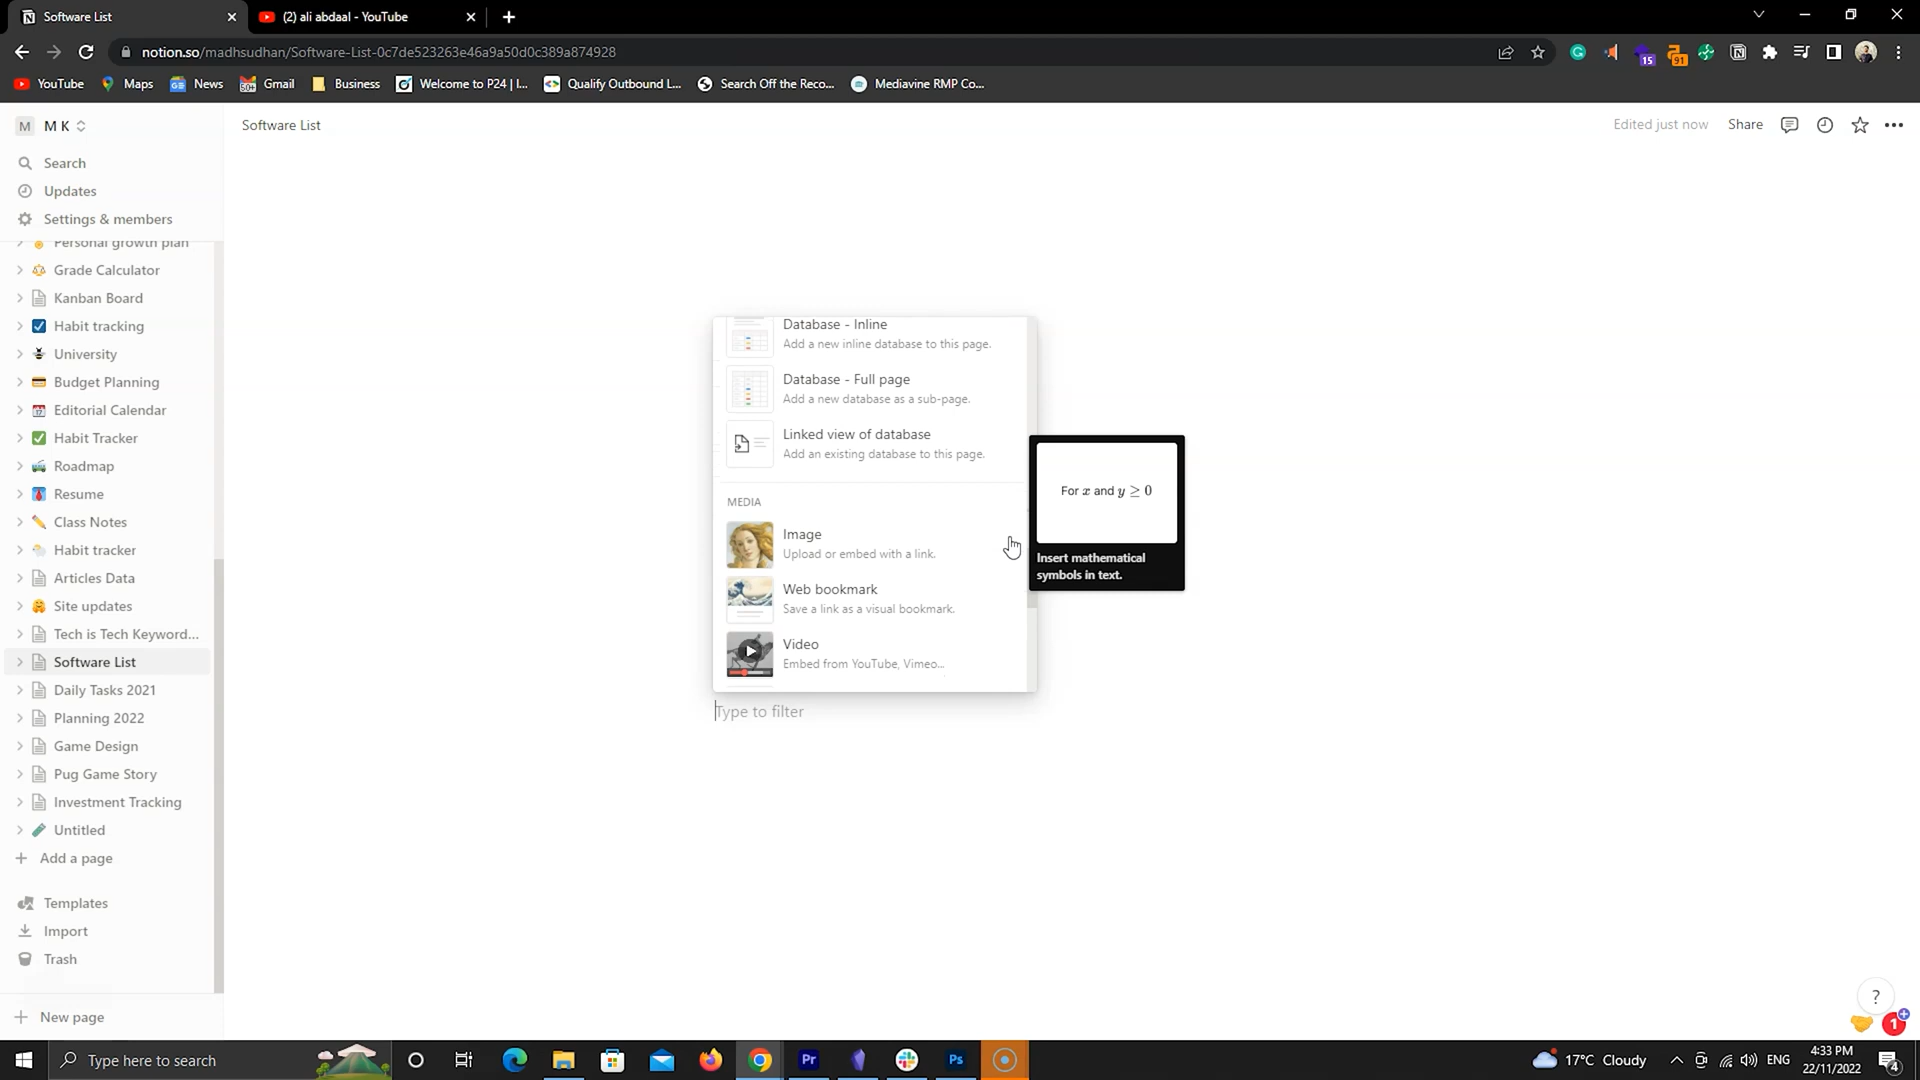 Software List
(2) ali abdaal - YouTube
notion.so/madhsudhan/Software-List-0c7de523263e46a9a50d0c389a874928
15
91
YouTube
Maps
News
50+
Gmail
Business
Welcome to P24 | I...
Qualify Outbound L...
Search Off the Reco...
Mediavine RMP Co...
M
M K
Software List
Edited just now
Share
Search
Updates
Settings & members
Personal growth plan
Grade Calculator
Kanban Board
Habit tracking
University
Budget Planning
Editorial Calendar
Habit Tracker
Roadmap
Resume
Class Notes
Habit tracker
Articles Data
Site updates
Tech is Tech Keyword...
Software List
Daily Tasks 2021
Planning 2022
Game Design
Pug Game Story
Investment Tracking
Untitled
Add a page
Templates
Import
Trash
New page
Database - Inline
Add a new inline database to this page.
Database - Full page
Add a new database as a sub-page.
Linked view of database
Add an existing database to this page.
MEDIA
Image
Upload or embed with a link.
Web bookmark
Save a link as a visual bookmark.
Video
Embed from YouTube, Vimeo...
Type to filter
For x and y ≥ 0
Insert mathematical
symbols in text.
?
1
Type here to search
Pr
Ps
17°C Cloudy
ENG
4:33 PM
22/11/2022
4